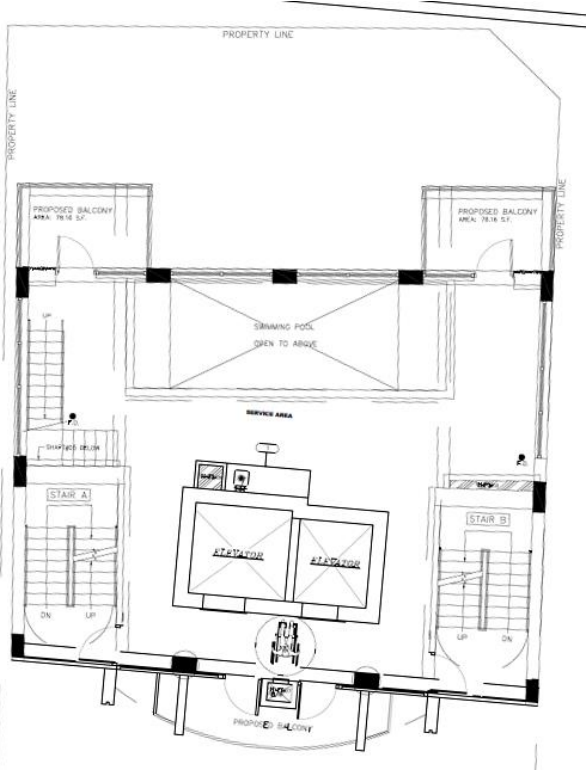 PROPERTY LINE
PROPERTY LINE
PROPERTY LINE
PROPOSED BALCONY
AREA: 78.16 S.F.
PROPOSED BALCONY
AREA: 78.16 S.F.
UP
SWIMMING POOL
OPEN TO ABOVE
SERVICE AREA
F.D.
F.D.
BELOW
STAIR A
STAIR B
ELEVATOR
ELEVATOR
DN
UP
UP
DN
PROPOSED BALCONY